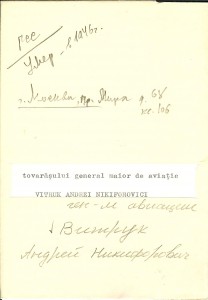 Умер в 1946г.
г. Москва, пр. Мира д. 68
кв. 106
tovarăşului general maior de aviaţie
VITRUK ANDREI NIKIFOROVICI
ген-м авиации
Витрук
Андрей Никифорович